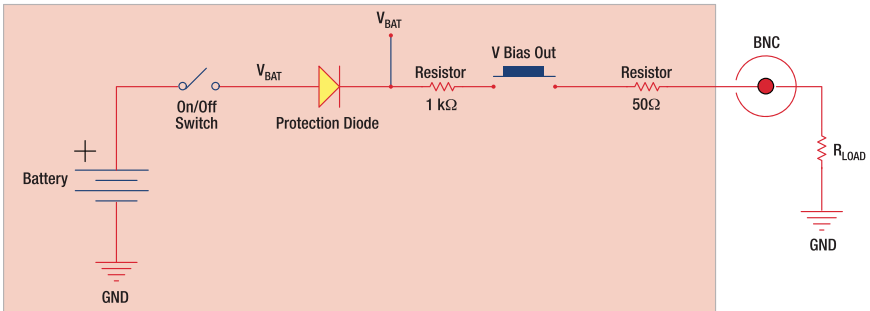 V_BAT
BNC
V Bias Out
V_BAT
Resistor
Resistor
On/Off
Switch
Protection Diode
1 kΩ
50Ω
+
Battery
R_LOAD
GND
GND